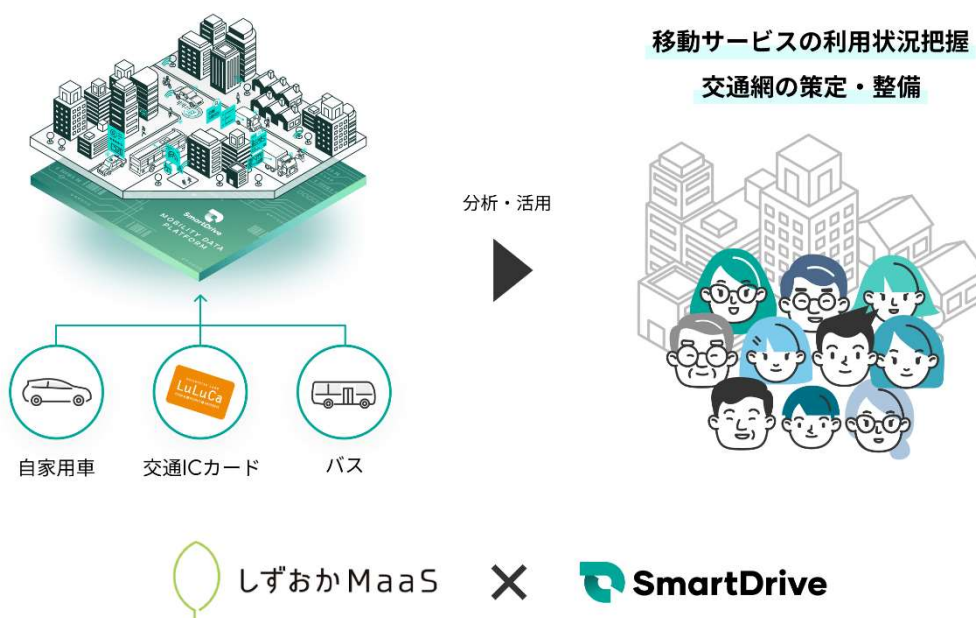 移動サービスの利用状況把握
交通網の策定・整備
SmartDrive
MOBILITY DATA
PLATFORM
分析・活用
LuLuCa
自家用車
交通ICカード
バス
しずおかMaaS
×
SmartDrive